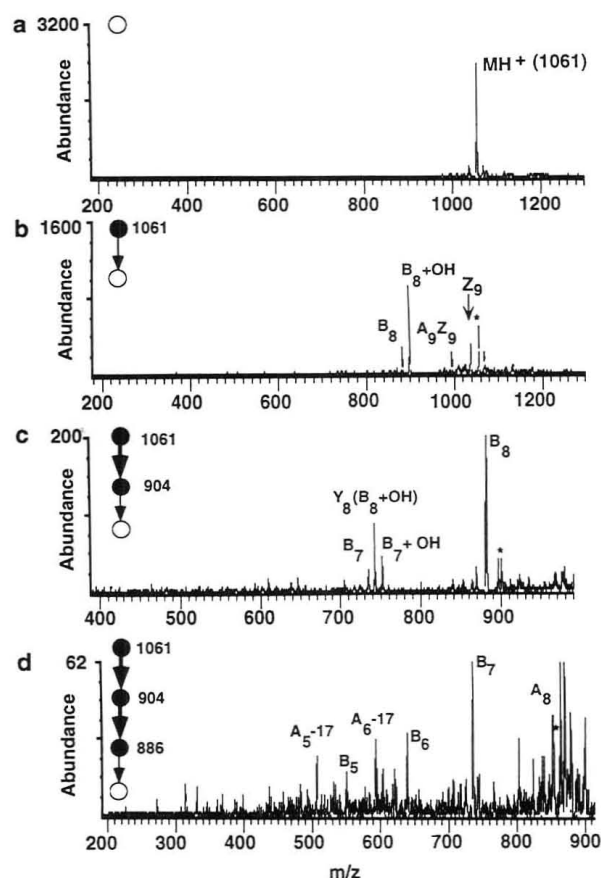 a
3200
Abundance
MH+ (1061)
200 400 600 800 1000 1200
b
1600
1061
Abundance
B8+OH
Z9
B8
A9Z9
*
200 400 600 800 1000 1200
c
200
1061
904
Abundance
B8
Y8(B8+OH)
B7
B7+ OH
*
400 500 600 700 800 900
d
62
1061
904
886
Abundance
B7
A8
*
A5-17
A6-17
B6
B5
200 300 400 500 600 700 800 900
m/z